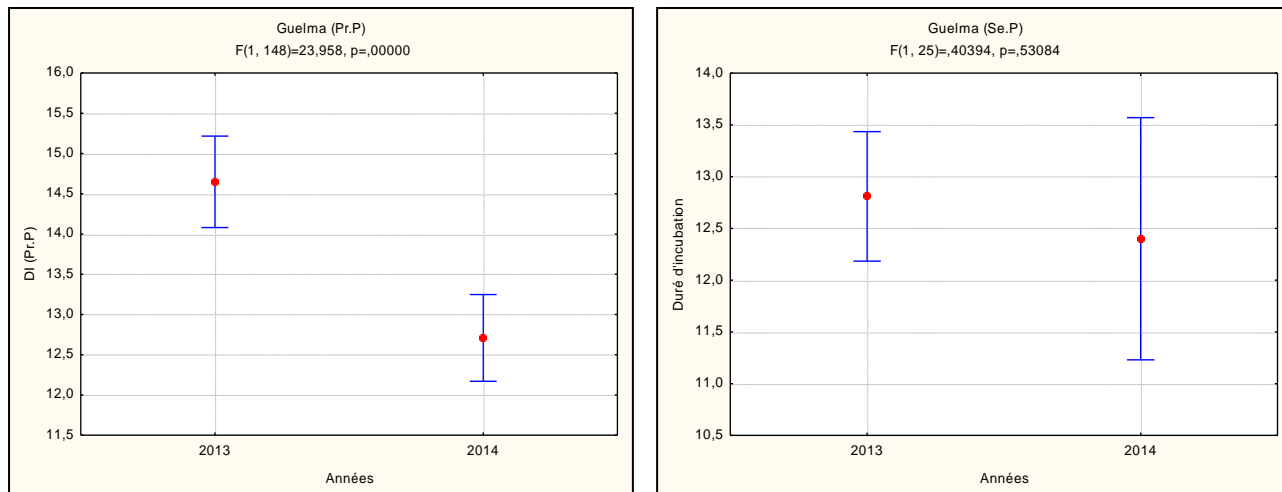 Guelma (Pr.P)
F(1, 148)=23,958, p=,00000
16,0
15,5
15,0
14,5
14,0
13,5
13,0
12,5
12,0
11,5
DI (Pr.P)
2013
2014
Années
Guelma (Se.P)
F(1, 25)=,40394, p=,53084
14,0
13,5
13,0
12,5
12,0
11,5
11,0
10,5
Duré d'incubation
2013
2014
Années